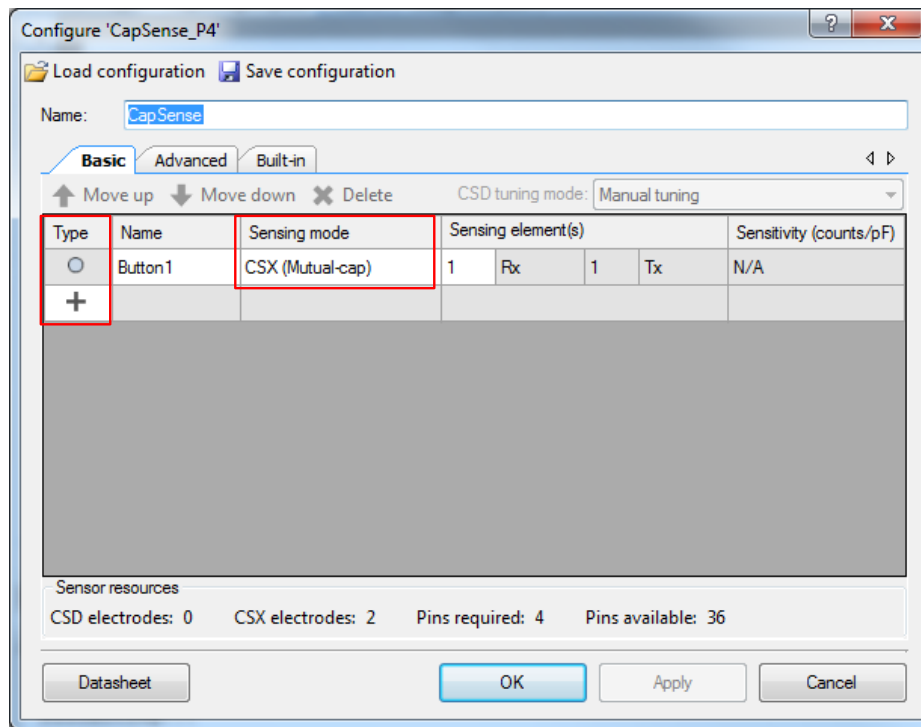 Configure 'CapSense_P4'
Load configuration Save configuration
Name: CapSense
Basic Advanced Built-in
Move up Move down Delete CSD tuning mode: Manual tuning
Type Name Sensing mode Sensing element(s) Sensitivity (counts/pF)
Button1 CSX (Mutual-cap) 1 Rx 1 Tx N/A
Sensor resources
CSD electrodes: 0 CSX electrodes: 2 Pins required: 4 Pins available: 36
Datasheet OK Apply Cancel